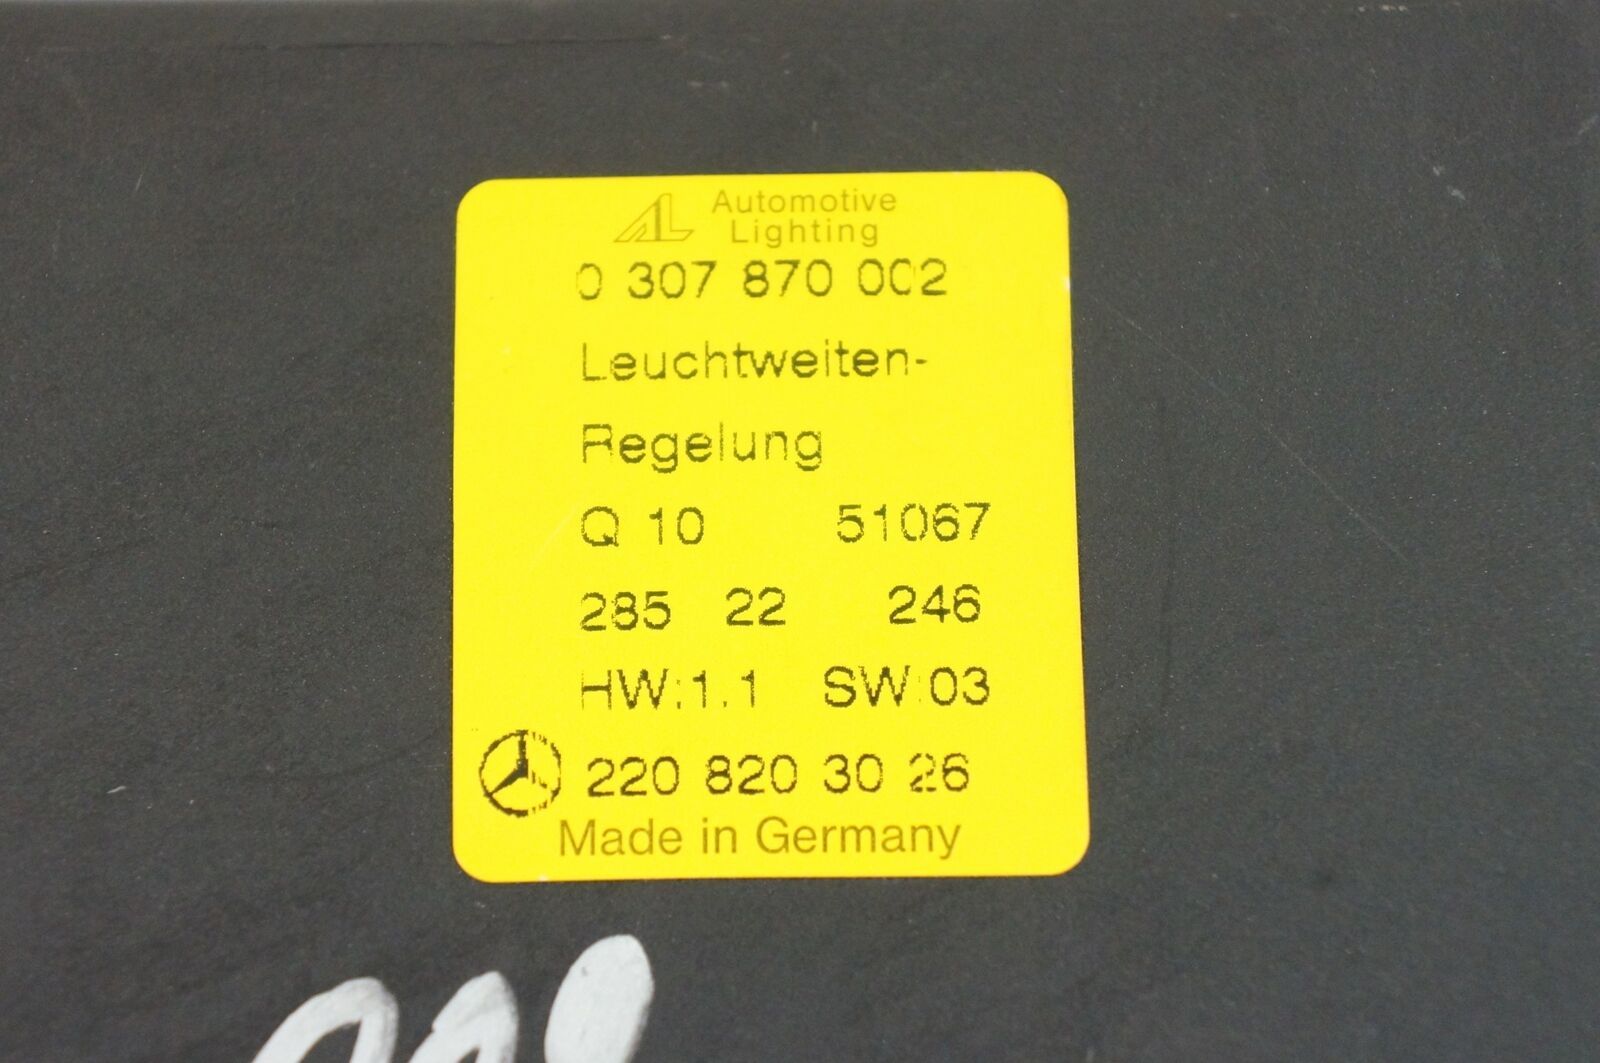 AL Automotive
Lighting
0 307 870 002
Leuchtweiten-
Regelung
Q 10 51067
285 22 246
HW:1.1 SW:03
220 820 30 26
Made in Germany